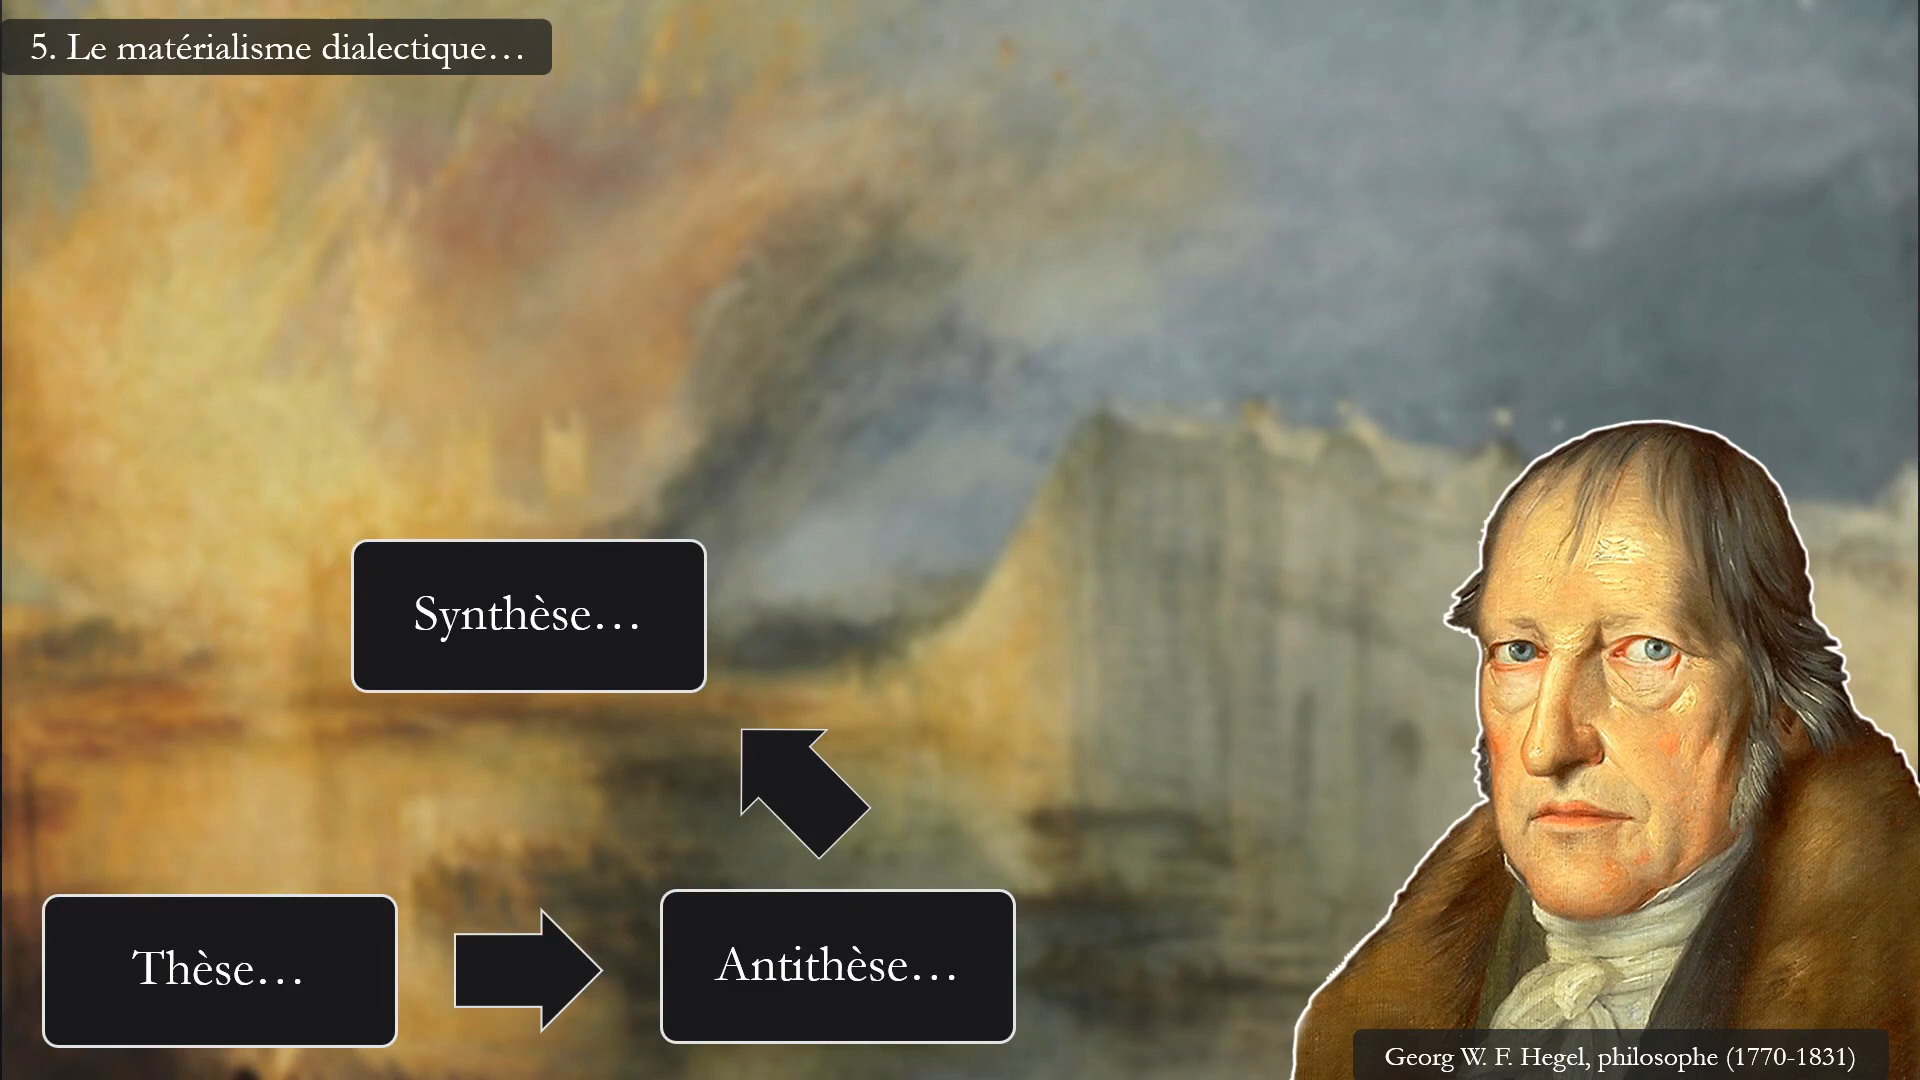 5. Le matérialisme dialectique…
Synthèse…
Thèse…
Antithèse…
Georg W. F. Hegel, philosophe (1770-1831)